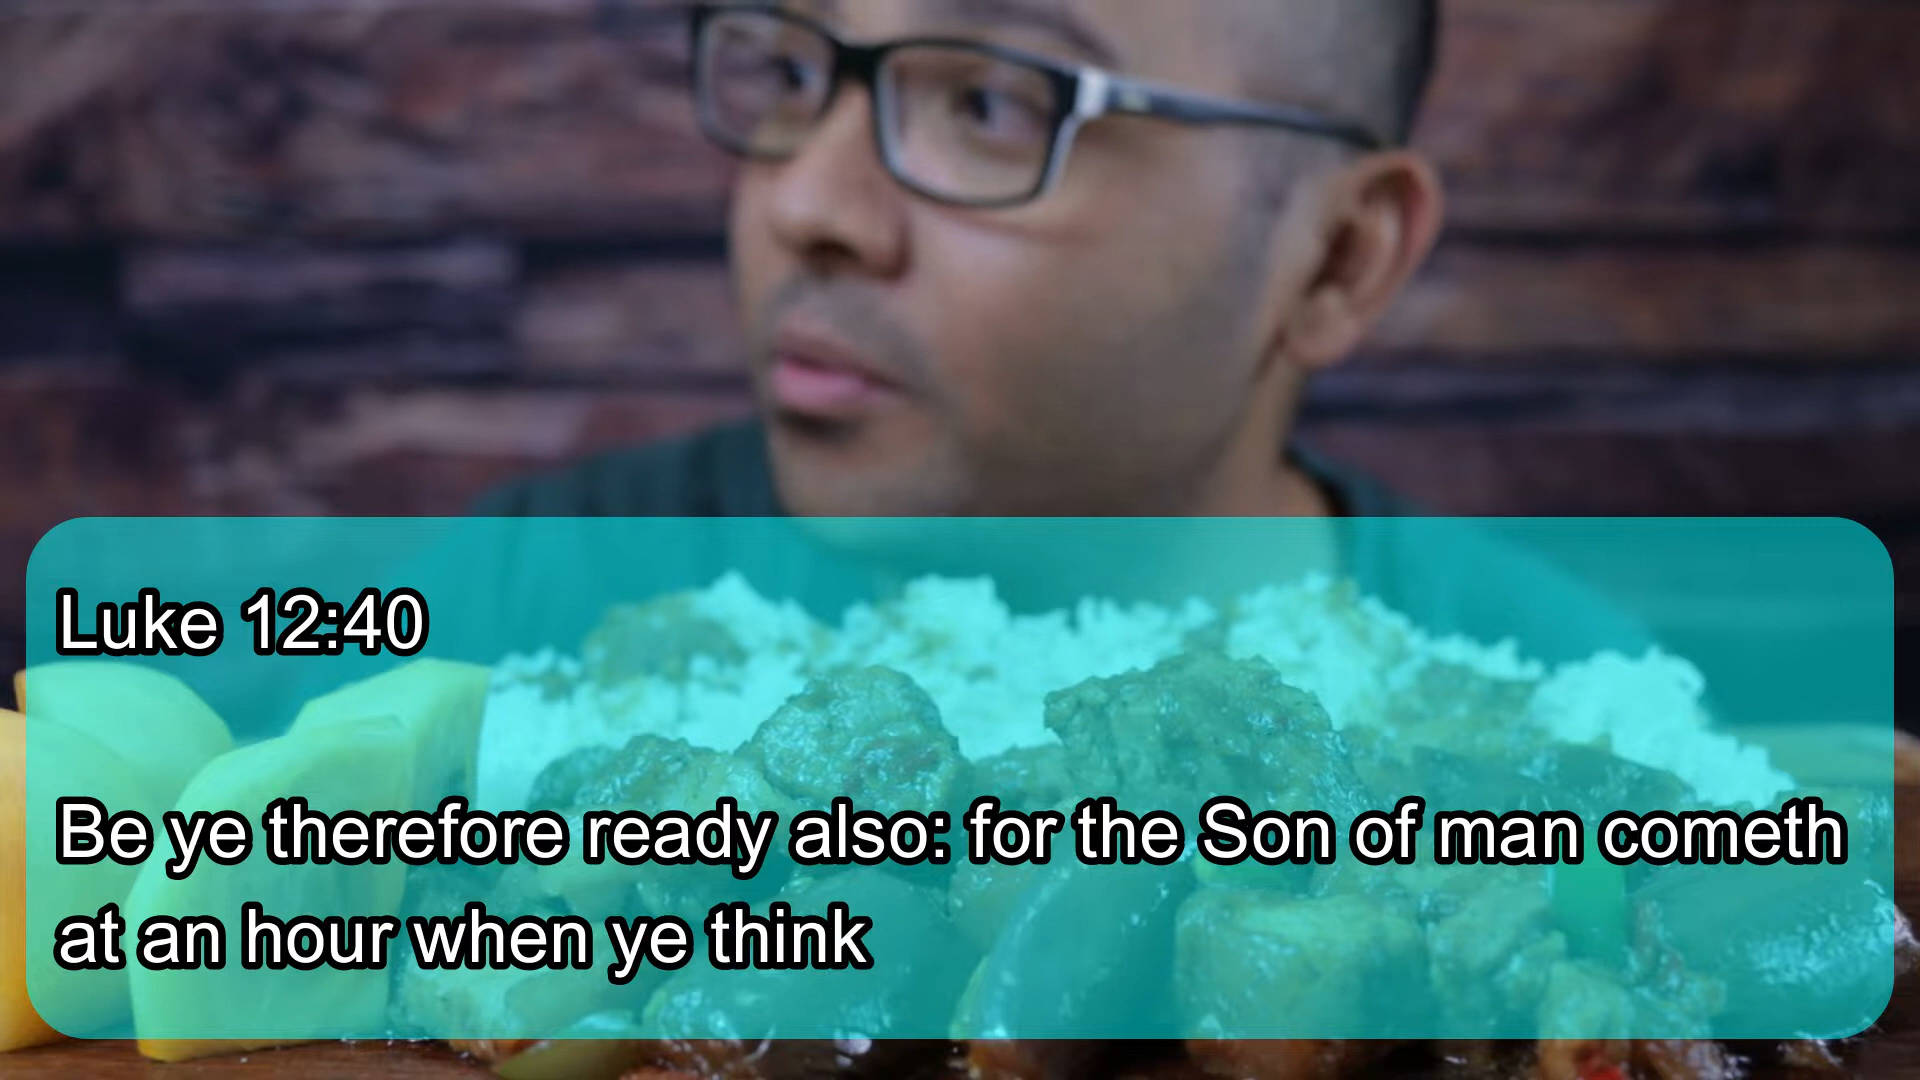 Luke 12:40
Be ye therefore ready also: for the Son of man cometh
at an hour when ye think